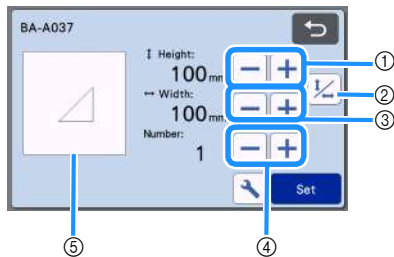 BA-A037
Height:
100mm
①
②
Width:
100mm
③
Number:
1
Set
⑤
④